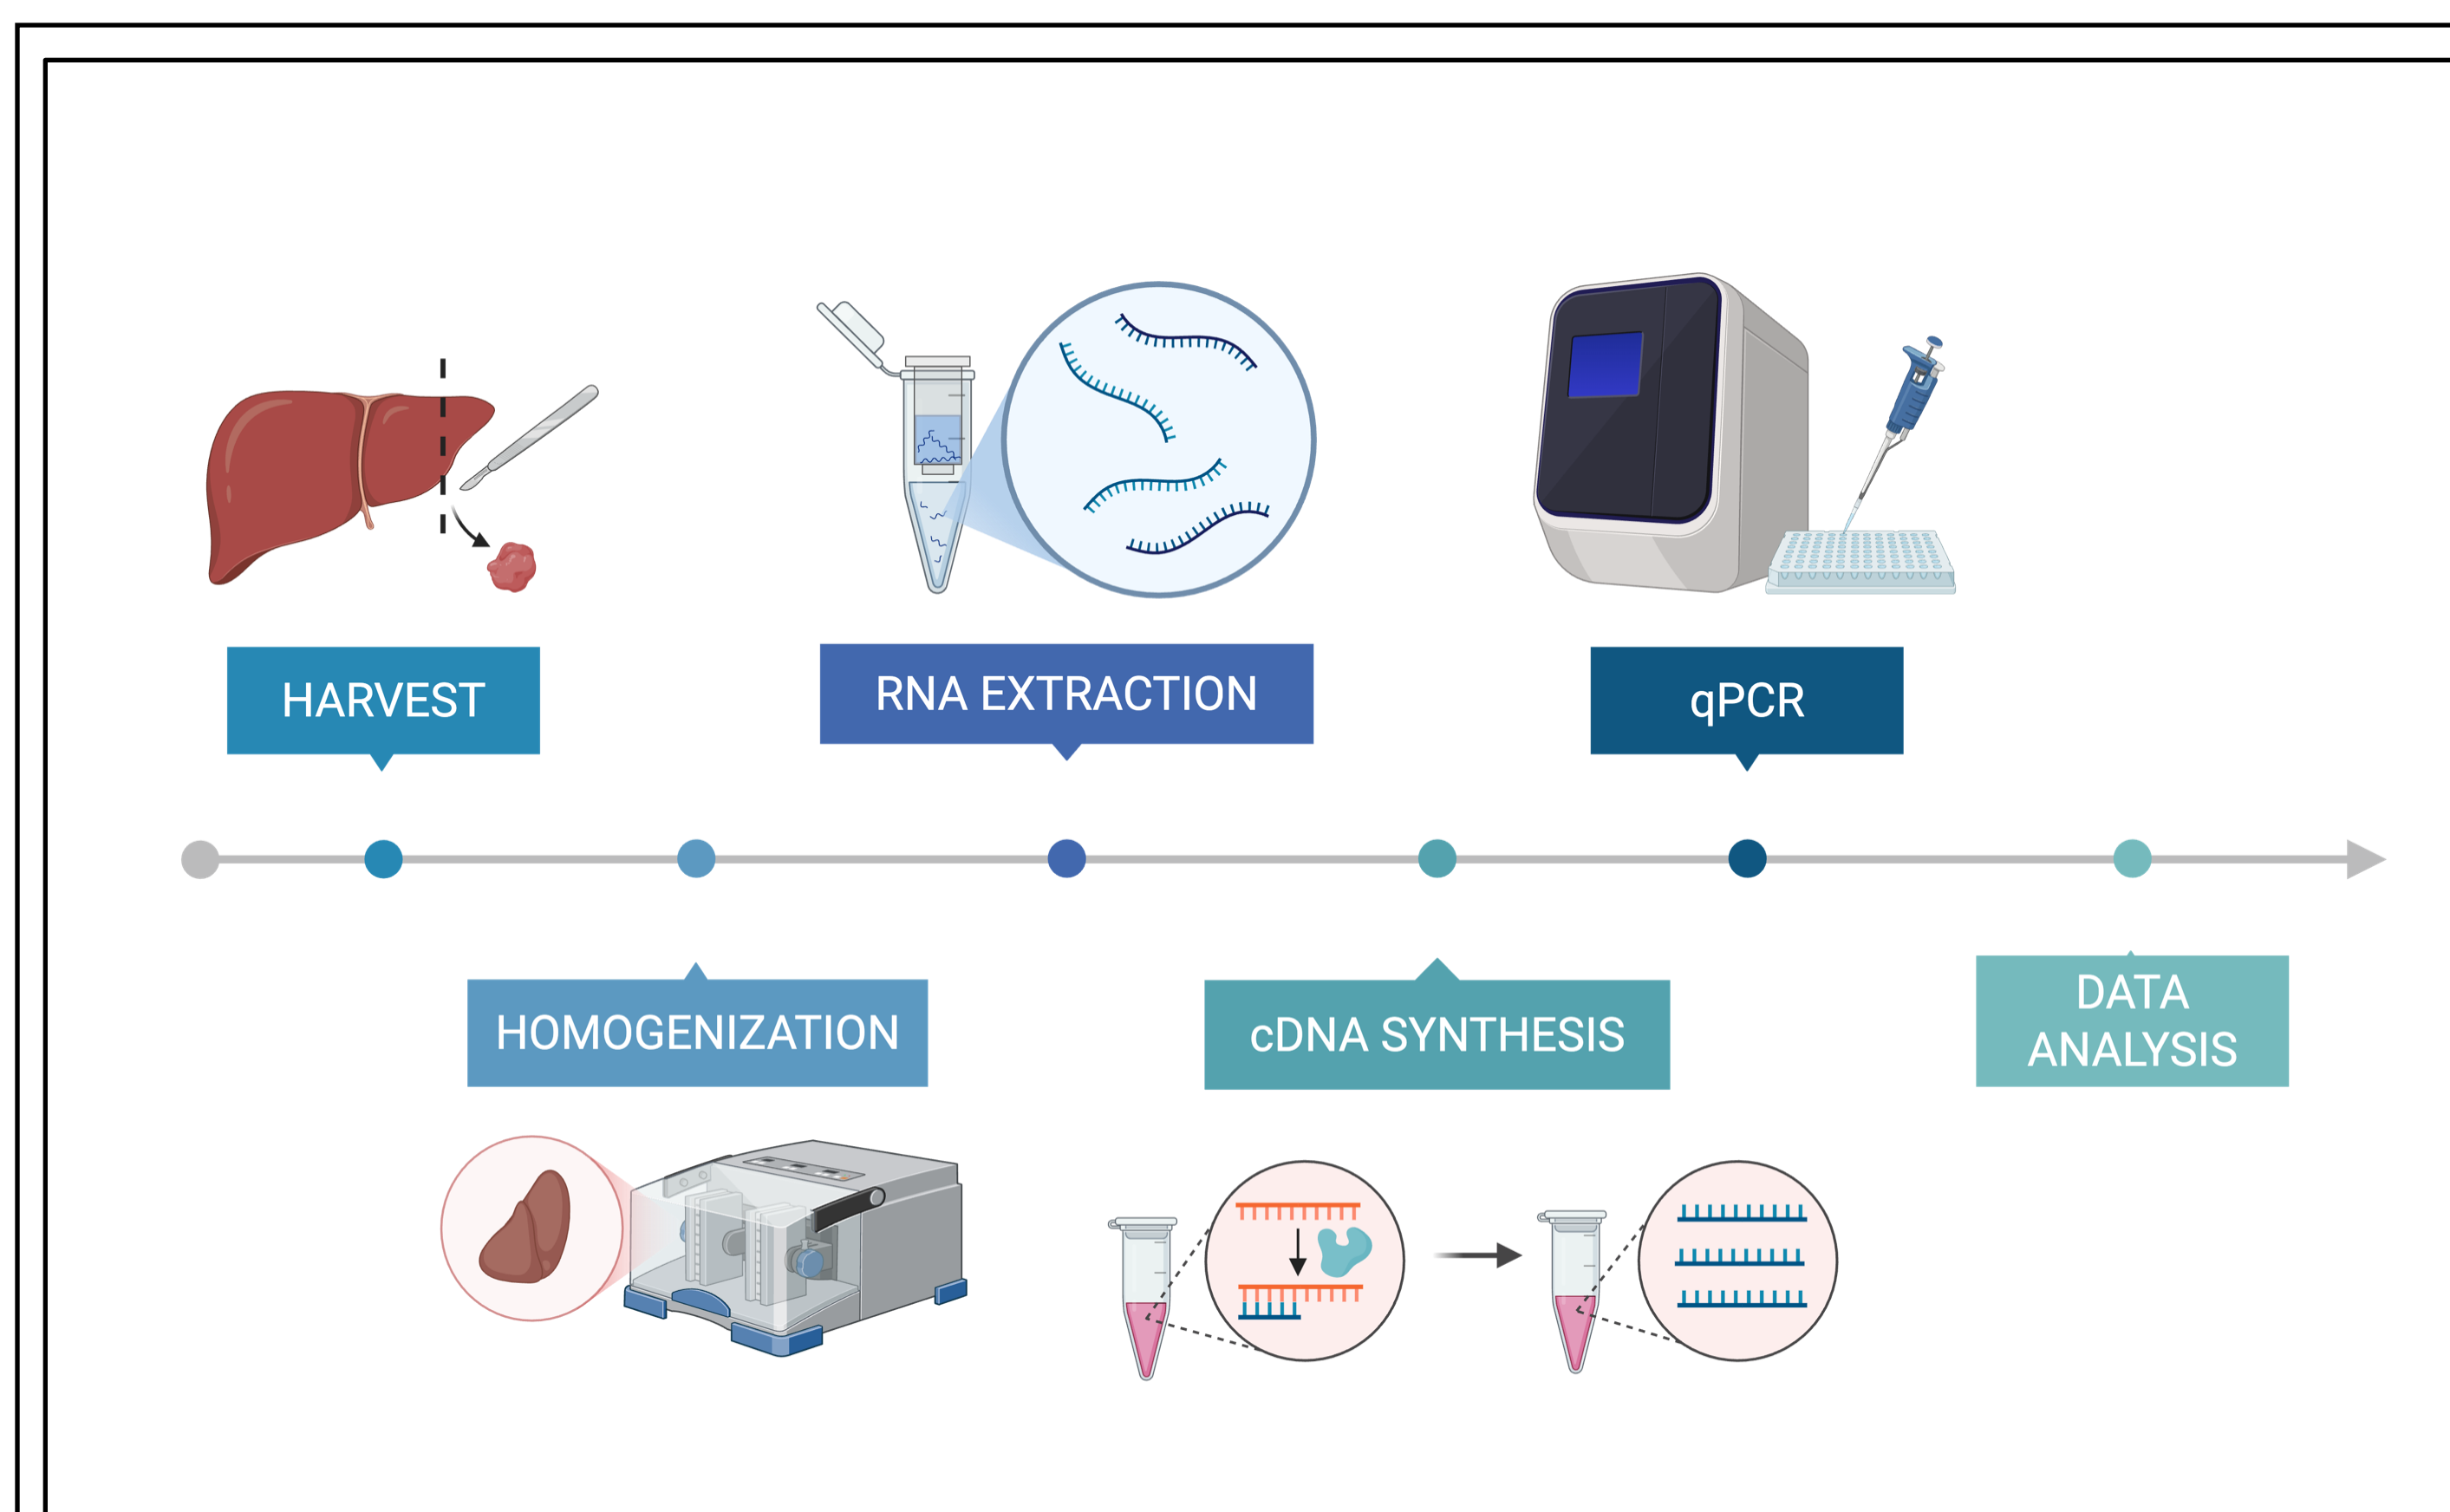 HARVEST
RNA EXTRACTION
qPCR
HOMOGENIZATION
cDNA SYNTHESIS
DATA
ANALYSIS